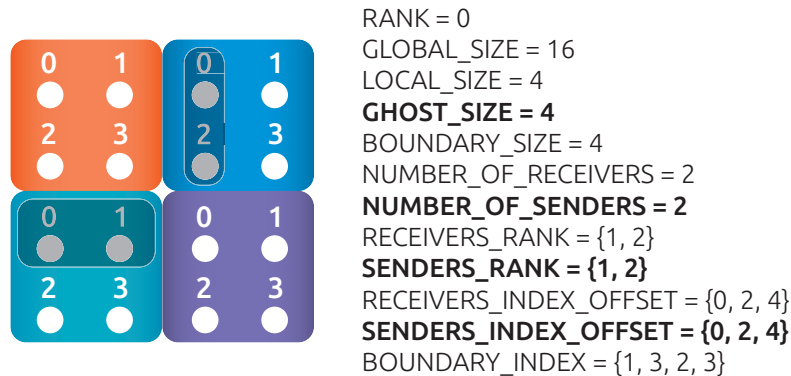 0 1 0 1
2 3 2 3
0 1 0 1
2 3 2 3
RANK = 0
GLOBAL_SIZE = 16
LOCAL_SIZE = 4
GHOST_SIZE = 4
BOUNDARY_SIZE = 4
NUMBER_OF_RECEIVERS = 2
NUMBER_OF_SENDERS = 2
RECEIVERS_RANK = {1, 2}
SENDERS_RANK = {1, 2}
RECEIVERS_INDEX_OFFSET = {0, 2, 4}
SENDERS_INDEX_OFFSET = {0, 2, 4}
BOUNDARY_INDEX = {1, 3, 2, 3}